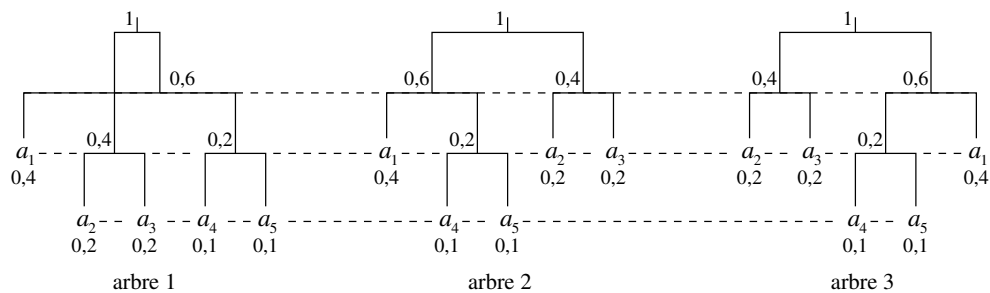 1 1 1
0,6 0,6 0,4 0,4 0,6
0,4 0,2 0,2 0,2
a1 a1 a2 a3 a2 a3 a1
0,4 0,4 0,2 0,2 0,2 0,2 0,4
a2 a3 a4 a5 a4 a5 a4 a5
0,2 0,2 0,1 0,1 0,1 0,1 0,1 0,1
arbre 1 arbre 2 arbre 3